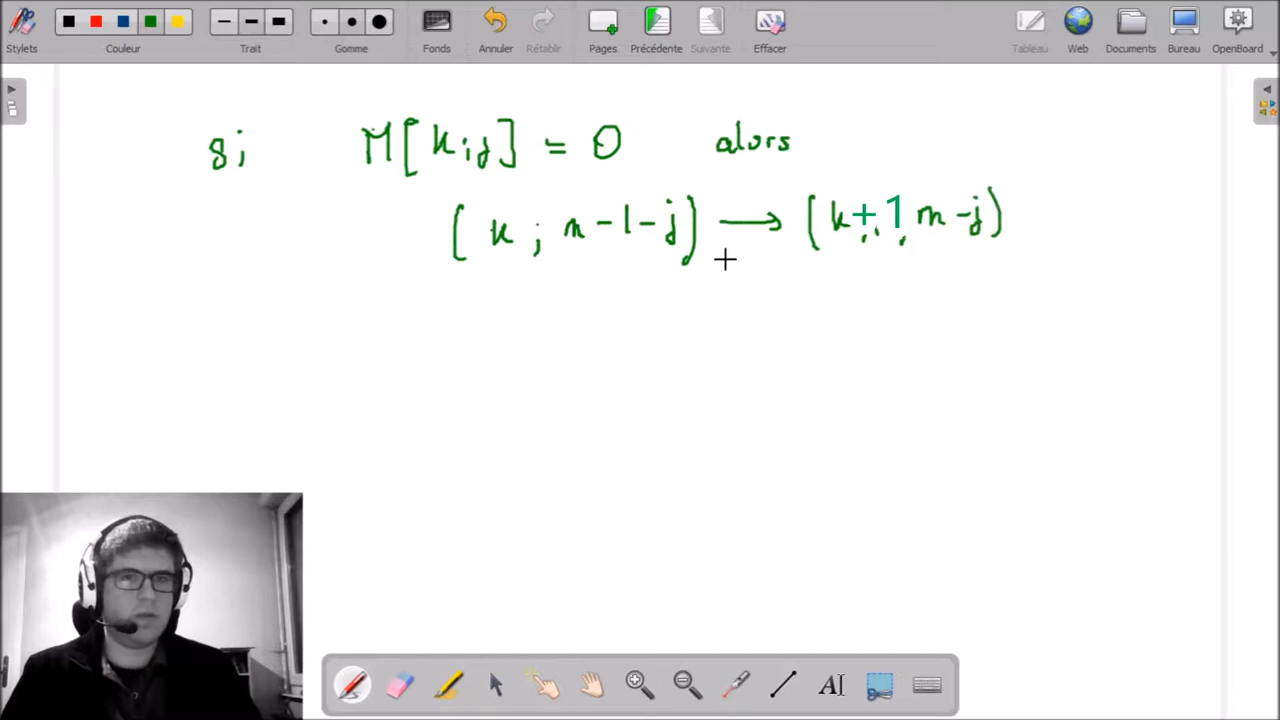 Stylets Couleur Trait Gomme Fonds Annuler Rétablir Pages Précédente Suivante Effacer Tableau Web Documents Bureau OpenBoard
si M[k;j] = 0 alors
(k; n-1-j) → (k+1, n-j)
AI